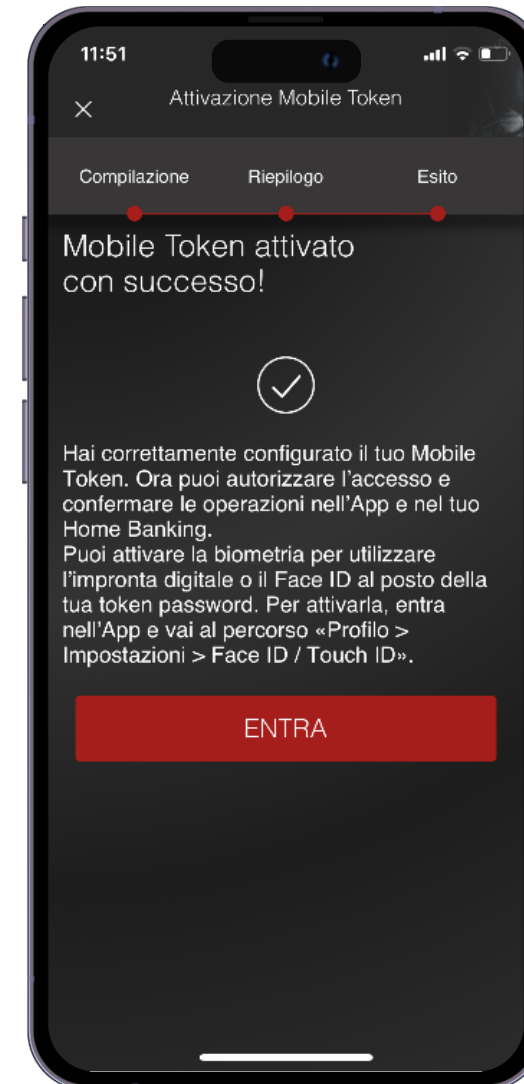 11:51
Attivazione Mobile Token
Compilazione Riepilogo Esito
Mobile Token attivato
con successo!
Hai correttamente configurato il tuo Mobile
Token. Ora puoi autorizzare l'accesso e
confermare le operazioni nell'App e nel tuo
Home Banking.
Puoi attivare la biometria per utilizzare
l'impronta digitale o il Face ID al posto della
tua token password. Per attivarla, entra
nell'App e vai al percorso «Profilo >
Impostazioni > Face ID / Touch ID».
ENTRA